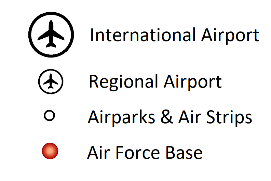 International Airport
Regional Airport
Airparks & Air Strips
Air Force Base